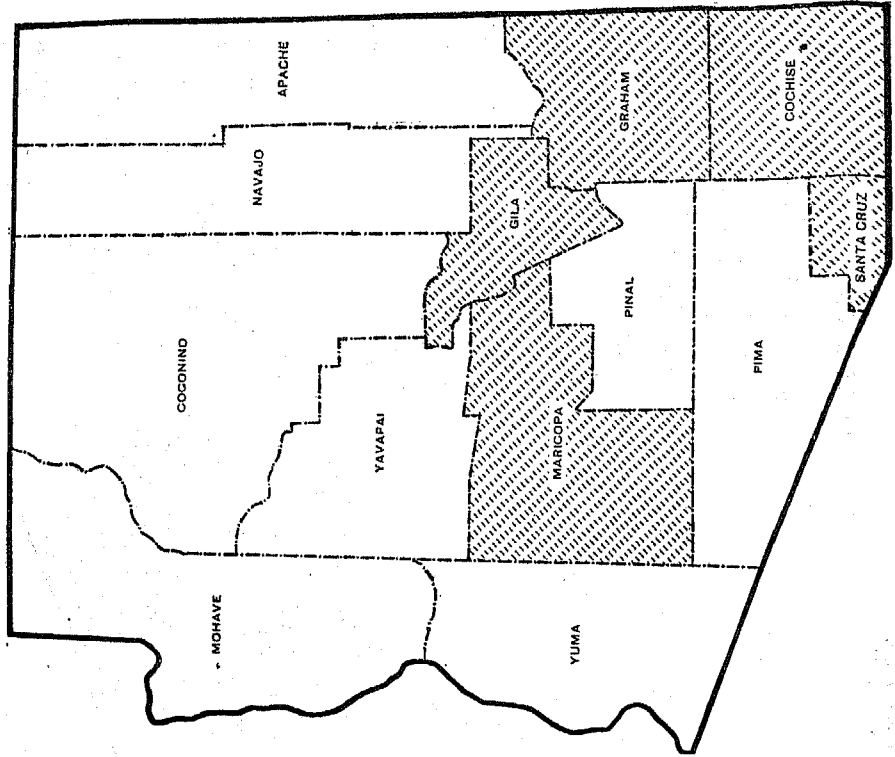 APACHE
NAVAJO
COCONINO
MOHAVE
YAVAPAI
GILA
GRAHAM
MARICOPA
PINAL
YUMA
PIMA
COCHISE
SANTA CRUZ